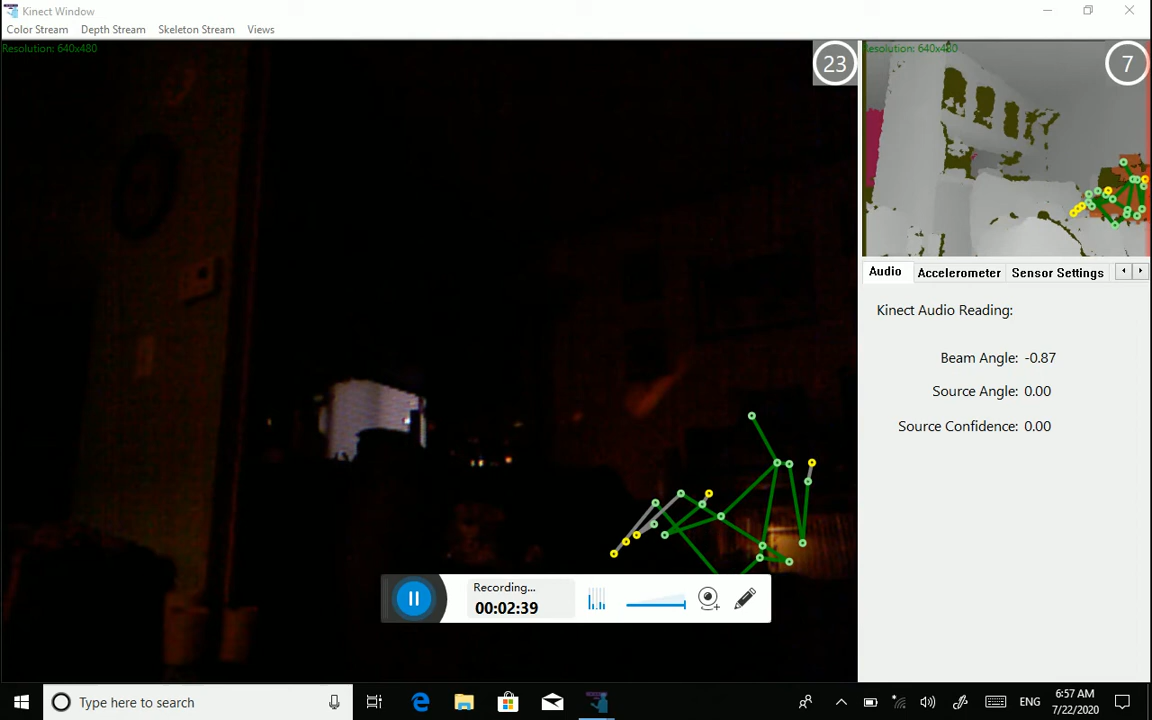 Kinect Window
Color Stream Depth Stream Skeleton Stream Views
Resolution: 640x480
23
esolution: 640x480
7
Audio Accelerometer Sensor Settings
Kinect Audio Reading:
Beam Angle: -0.87
Source Angle: 0.00
Source Confidence: 0.00
Recording...
00:02:39
Type here to search
ENG
6:57 AM
7/22/2020